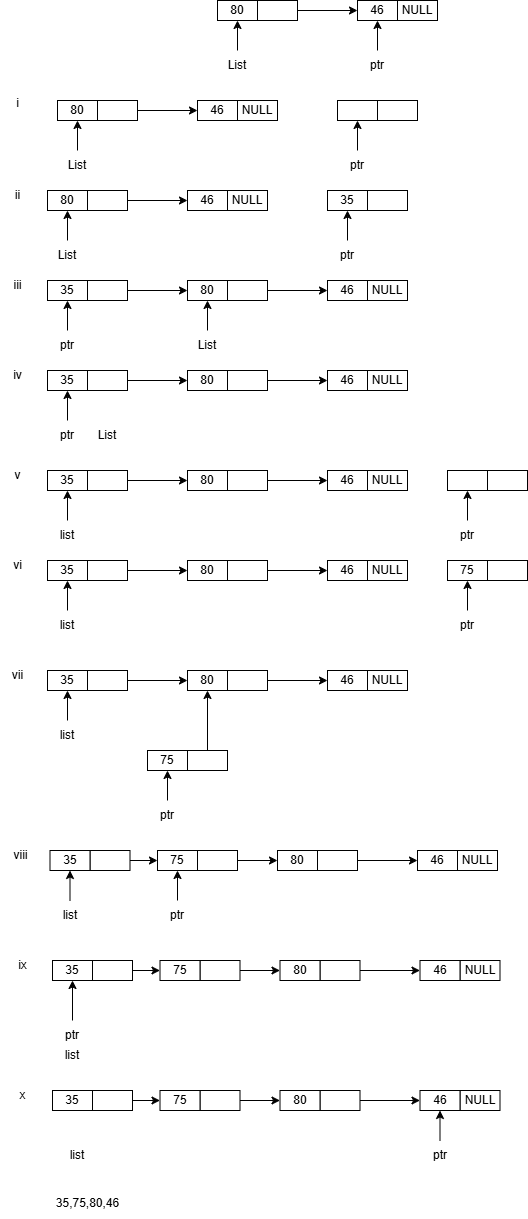 80 46 NULL
List ptr
i 80 46 NULL
List ptr
ii 80 46 NULL 35
List ptr
iii 35 80 46 NULL
ptr List
iv 35 80 46 NULL
ptr List
v 35 80 46 NULL
list ptr
vi 35 80 46 NULL 75
list ptr
vii 35 80 46 NULL
list
75
ptr
viii 35 75 80 46 NULL
list ptr
ix 35 75 80 46 NULL
ptr
list
x 35 75 80 46 NULL
list ptr
35,75,80,46